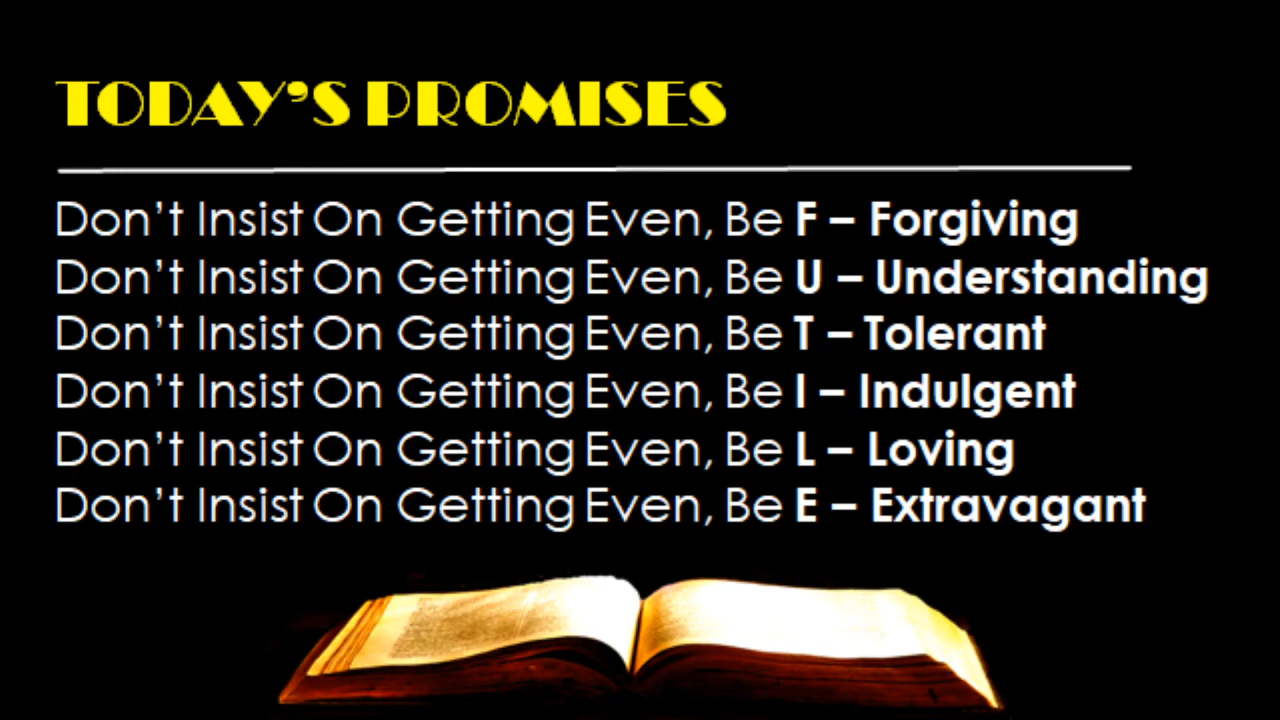 TODAY'S PROMISES
Don't Insist On Getting Even, Be F – Forgiving
Don't Insist On Getting Even, Be U – Understanding
Don't Insist On Getting Even, Be T – Tolerant
Don't Insist On Getting Even, Be I – Indulgent
Don't Insist On Getting Even, Be L – Loving
Don't Insist On Getting Even, Be E – Extravagant